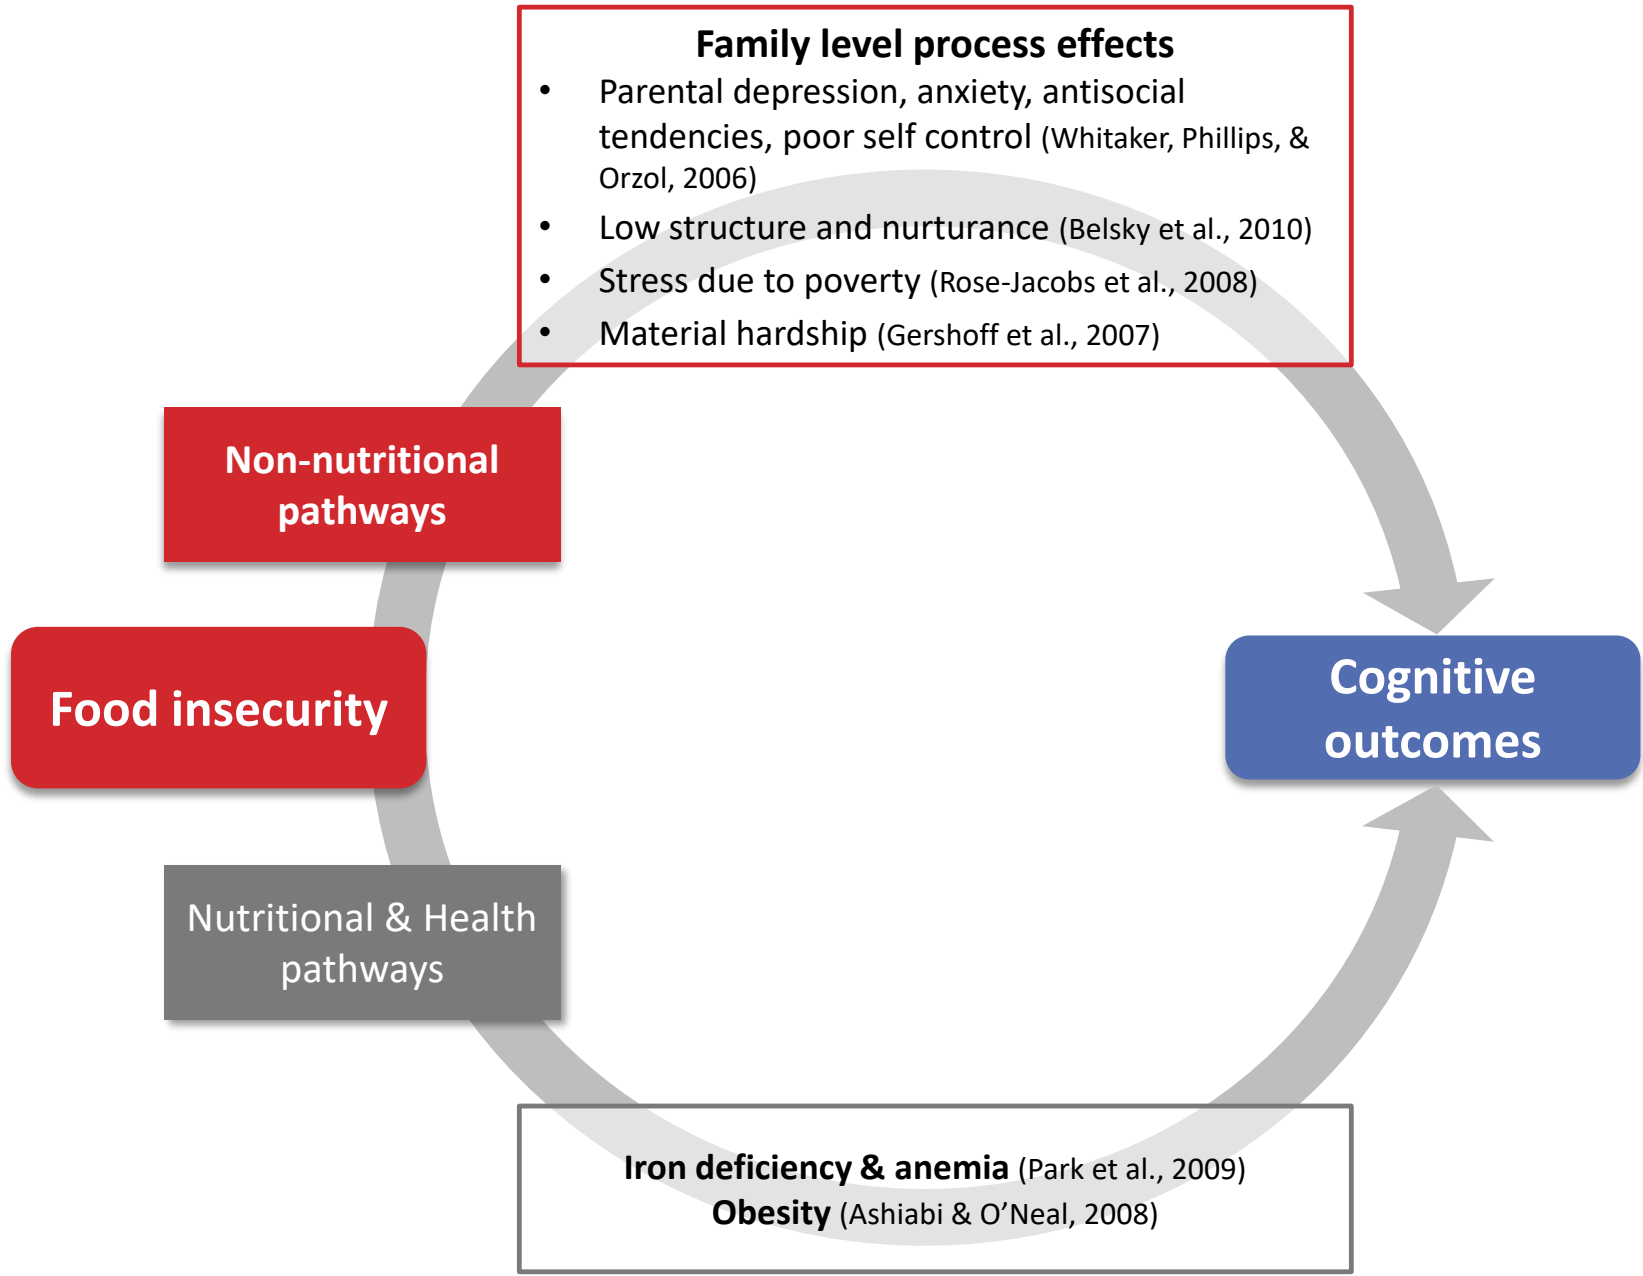 Family level process effects
• Parental depression, anxiety, antisocial
tendencies, poor self control (Whitaker, Phillips, &
Orzol, 2006)
• Low structure and nurturance (Belsky et al., 2010)
• Stress due to poverty (Rose-Jacobs et al., 2008)
• Material hardship (Gershoff et al., 2007)
Non-nutritional
pathways
Food insecurity
Cognitive
outcomes
Nutritional & Health
pathways
Iron deficiency & anemia (Park et al., 2009)
Obesity (Ashiabi & O’Neal, 2008)